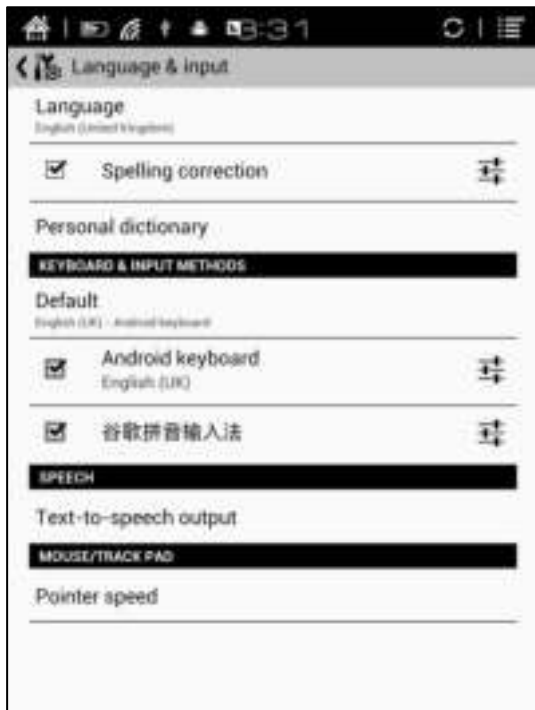 3:31
Language & input
Language
English (United Kingdom)
Spelling correction
Personal dictionary
KEYBOARD & INPUT METHODS
Default
English (UK) - Android keyboard
Android keyboard
English (UK)
谷歌拼音输入法
SPEECH
Text-to-speech output
MOUSE/TRACK PAD
Pointer speed